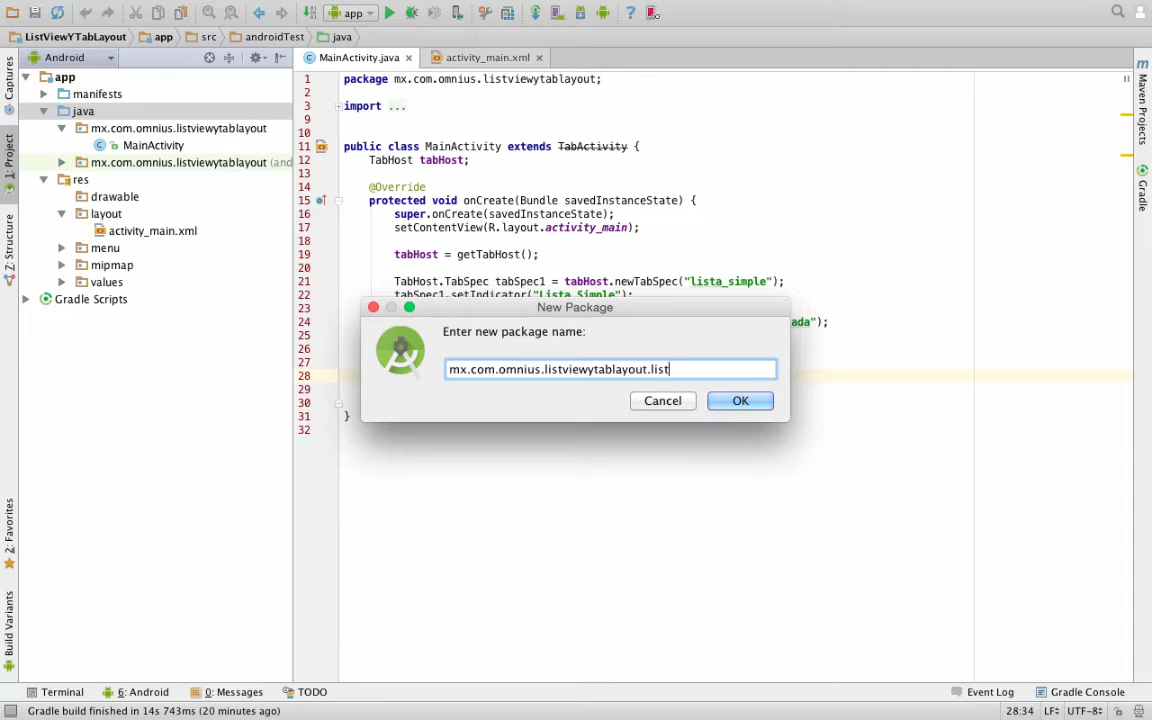 app
ListViewYTabLayout app src androidTest java
Android
MainActivity.java
activity_main.xml
Captures
1: Project
Z: Structure
2: Favorites
Build Variants
app
manifests
java
mx.com.omnius.listviewytablayout
MainActivity
mx.com.omnius.listviewytablayout (and
res
drawable
layout
activity_main.xml
menu
mipmap
values
Gradle Scripts
1 package mx.com.omnius.listviewytablayout;
2
3 import ...
9
10
11 public class MainActivity extends TabActivity {
12 TabHost tabHost;
13
14 @Override
15 protected void onCreate(Bundle savedInstanceState) {
16 super.onCreate(savedInstanceState);
17 setContentView(R.layout.activity_main);
18
19 tabHost = getTabHost();
20
21 TabHost.TabSpec tabSpec1 = tabHost.newTabSpec("lista_simple");
22 tabSpec1.setIndicator("Lista Simple");
23
24 ada");
25
26
27
28
29
30
31 }
32
New Package
Enter new package name:
mx.com.omnius.listviewytablayout.list
Cancel OK
Maven Projects
Gradle
Terminal 6: Android 0: Messages TODO Event Log Gradle Console
Gradle build finished in 14s 743ms (20 minutes ago) 28:34 LF UTF-8